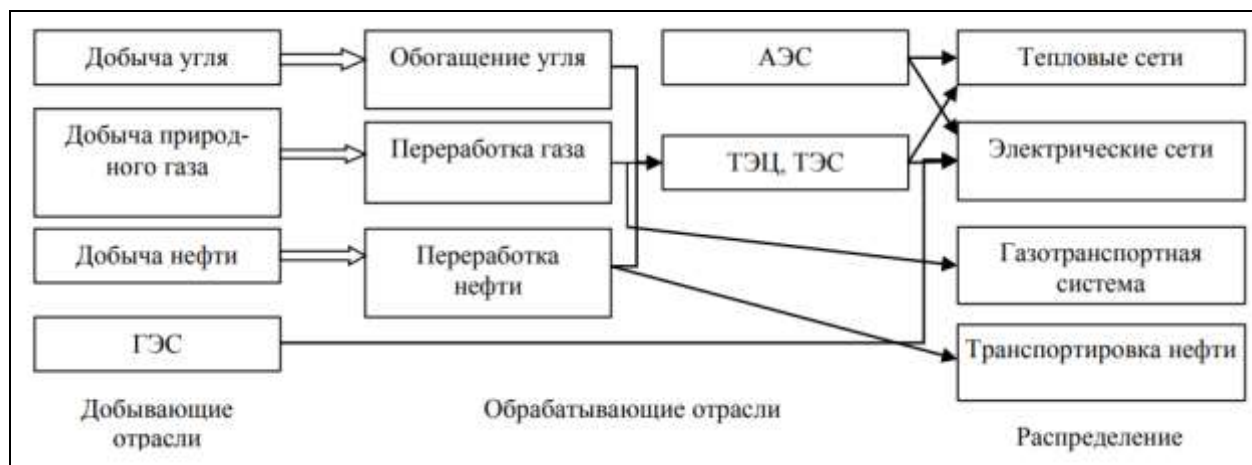 Добыча угля
Обогащение угля
АЭС
Тепловые сети
Добыча природ-
ного газа
Переработка газа
ТЭЦ, ТЭС
Электрические сети
Добыча нефти
Переработка
нефти
Газотранспортная
система
ГЭС
Транспортировка нефти
Добывающие
отрасли
Обрабатывающие отрасли
Распределение